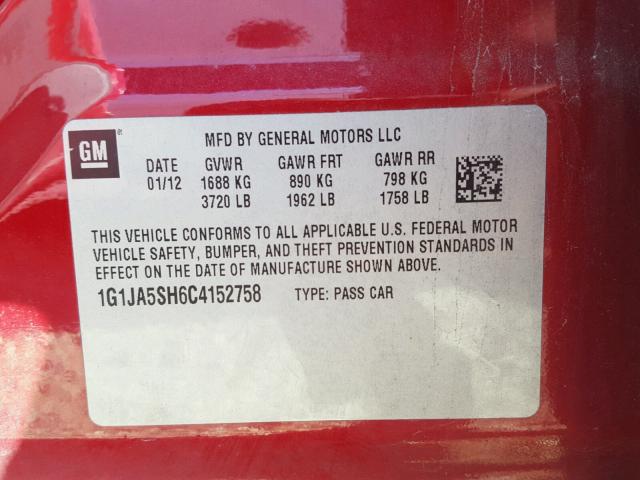 GM
MFD BY GENERAL MOTORS LLC
DATE GVWR GAWR FRT GAWR RR
01/12 1688 KG 890 KG 798 KG
3720 LB 1962 LB 1758 LB
THIS VEHICLE CONFORMS TO ALL APPLICABLE U.S. FEDERAL MOTOR
VEHICLE SAFETY, BUMPER, AND THEFT PREVENTION STANDARDS IN
EFFECT ON THE DATE OF MANUFACTURE SHOWN ABOVE.
1G1JA5SH6C4152758 TYPE: PASS CAR